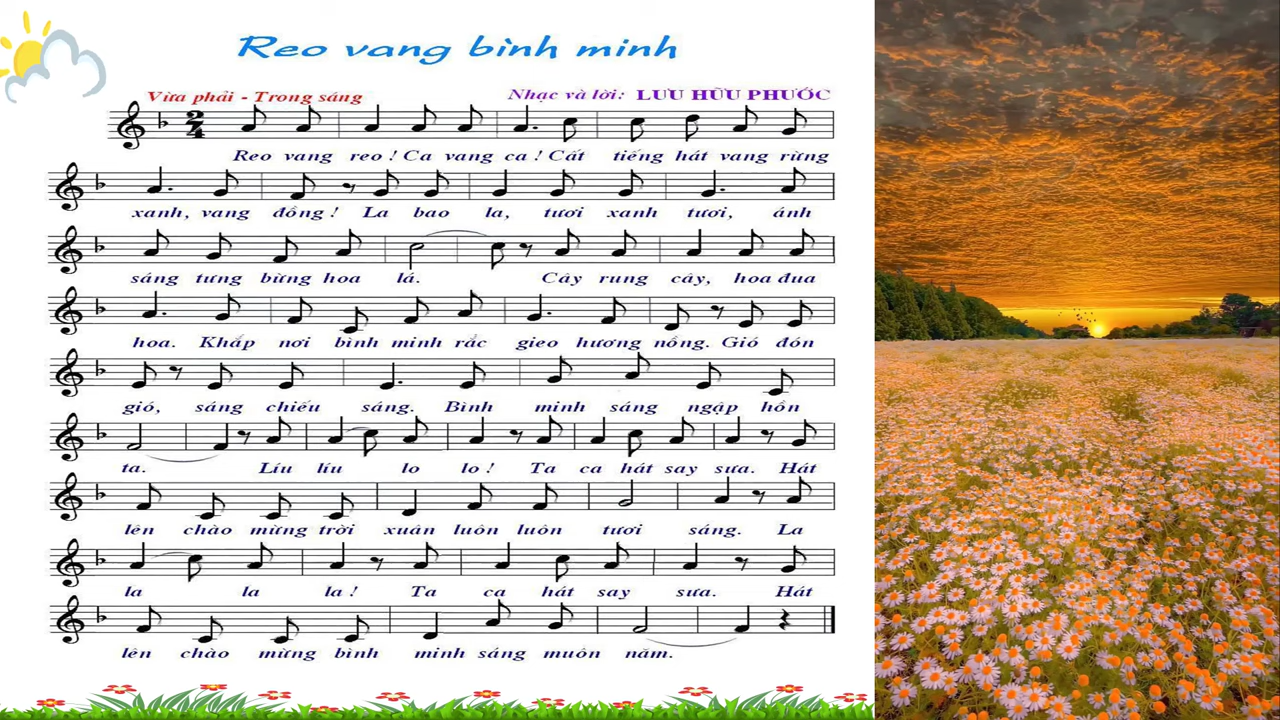 Reo vang bình minh
Vừa phải - Trong sáng
Nhạc và lời: LƯU HỮU PHƯỚC
2
4
Reo vang reo ! Ca vang ca ! Cất tiếng hát vang rừng
xanh, vang đồng ! La bao la, tươi xanh tươi, ánh
sáng tưng bừng hoa lá. Cây rung cây, hoa đua
hoa. Khắp nơi bình minh rắc gieo hương nồng. Gió đón
gió, sáng chiếu sáng. Bình minh sáng ngập hồn
ta. Líu líu lo lo ! Ta ca hát say sưa. Hát
lên chào mừng trời xuân luôn luôn tươi sáng. La
la la la ! Ta ca hát say sưa. Hát
lên chào mừng bình minh sáng muôn năm.